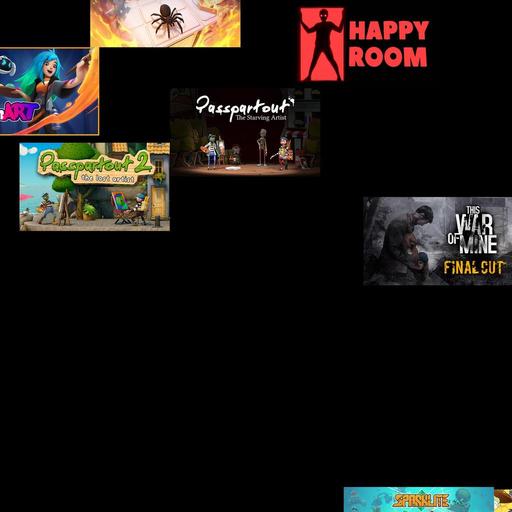 HAPPY
ROOM
ART
Passpartout
The Starving Artist
Passpartout 2
the lost artist
THIS
WAR
OF MINE
FINAL CUT
SPARKLITE